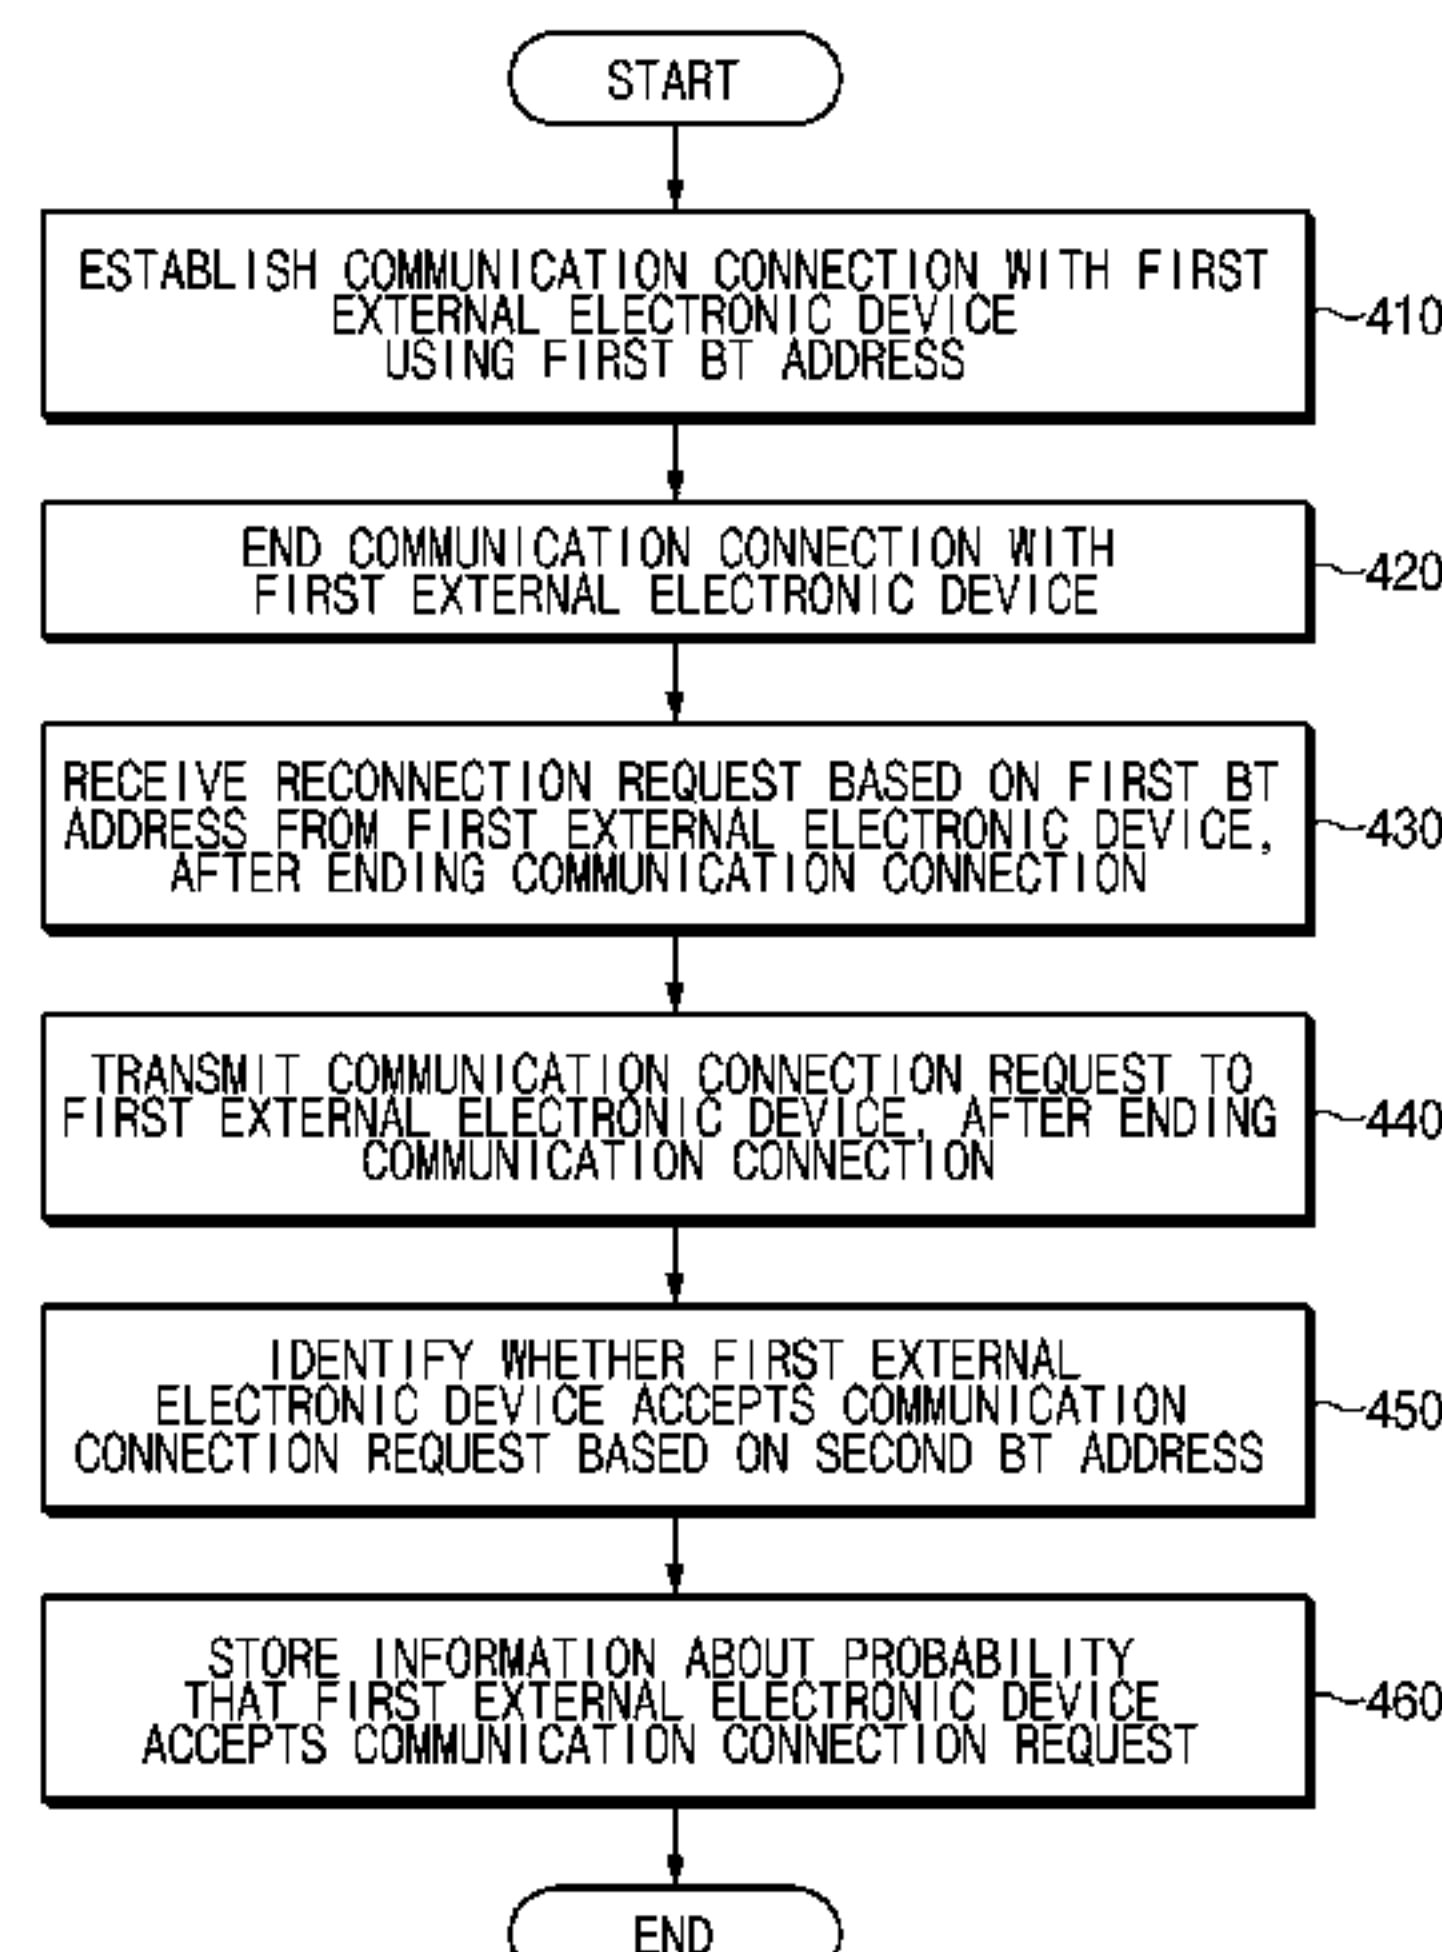 START
ESTABLISH COMMUNICATION CONNECTION WITH FIRST
EXTERNAL ELECTRONIC DEVICE
USING FIRST BT ADDRESS
410
END COMMUNICATION CONNECTION WITH
FIRST EXTERNAL ELECTRONIC DEVICE
420
RECEIVE RECONNECTION REQUEST BASED ON FIRST BT
ADDRESS FROM FIRST EXTERNAL ELECTRONIC DEVICE,
AFTER ENDING COMMUNICATION CONNECTION
430
TRANSMIT COMMUNICATION CONNECTION REQUEST TO
FIRST EXTERNAL ELECTRONIC DEVICE, AFTER ENDING
COMMUNICATION CONNECTION
440
IDENTIFY WHETHER FIRST EXTERNAL
ELECTRONIC DEVICE ACCEPTS COMMUNICATION
CONNECTION REQUEST BASED ON SECOND BT ADDRESS
450
STORE INFORMATION ABOUT PROBABILITY
THAT FIRST EXTERNAL ELECTRONIC DEVICE
ACCEPTS COMMUNICATION CONNECTION REQUEST
460
END